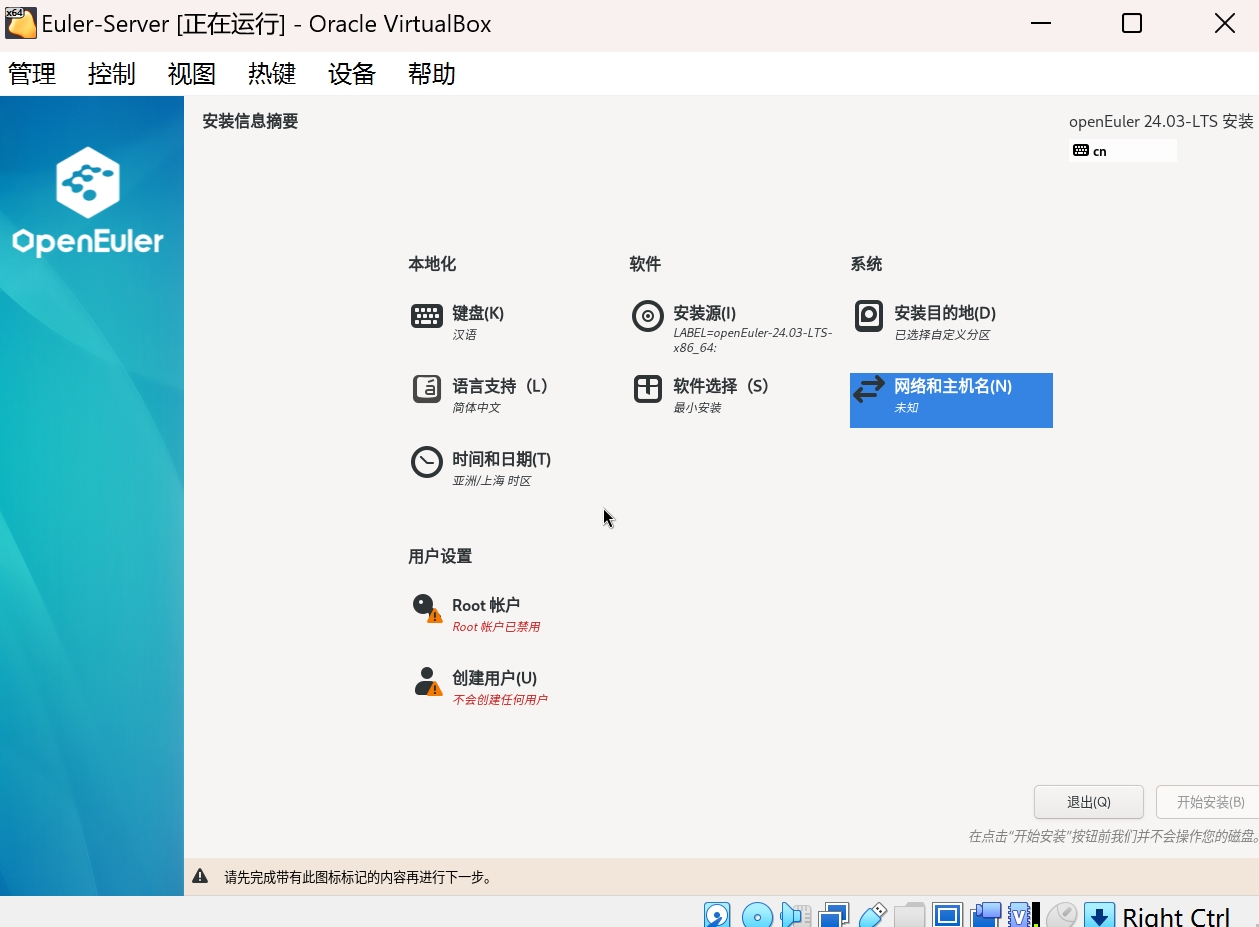 Euler-Server [正在运行] - Oracle VirtualBox
管理 控制 视图 热键 设备 帮助
安装信息摘要
openEuler 24.03-LTS 安装
cn
OpenEuler
本地化
键盘(K)
汉语
语言支持（L）
简体中文
时间和日期(T)
亚洲/上海 时区
软件
安装源(I)
LABEL=openEuler-24.03-LTS-
x86_64:
软件选择（S）
最小安装
系统
安装目的地(D)
已选择自定义分区
网络和主机名(N)
未知
用户设置
Root 帐户
Root 帐户已禁用
创建用户(U)
不会创建任何用户
退出(Q)
开始安装(B)
在点击“开始安装”按钮前我们并不会操作您的磁盘。
请先完成带有此图标标记的内容再进行下一步。
Right Ctrl